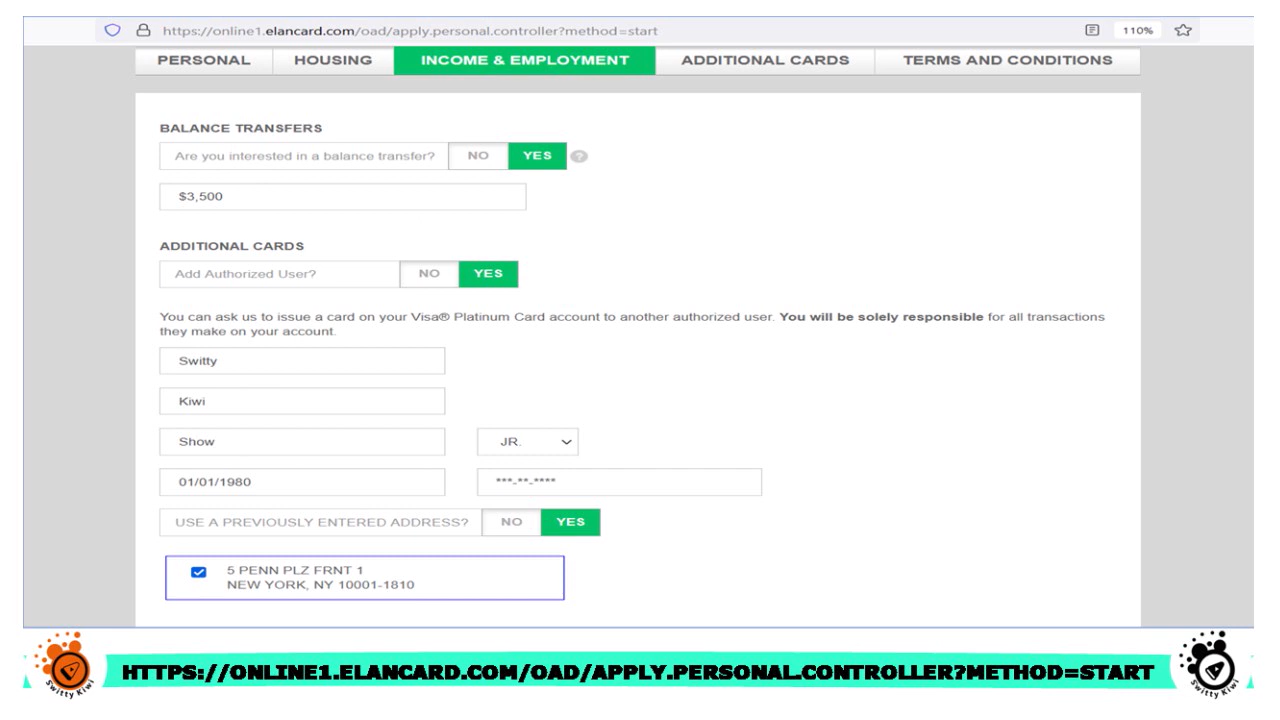 https://online1.elancard.com/oad/apply.personal.controller?method=start 110%
PERSONAL HOUSING INCOME & EMPLOYMENT ADDITIONAL CARDS TERMS AND CONDITIONS
BALANCE TRANSFERS
Are you interested in a balance transfer? NO YES ?
$3,500
ADDITIONAL CARDS
Add Authorized User? NO YES
You can ask us to issue a card on your Visa® Platinum Card account to another authorized user. You will be solely responsible for all transactions
they make on your account.
Switty
Kiwi
Show JR.
01/01/1980 ***-**-****
USE A PREVIOUSLY ENTERED ADDRESS? NO YES
5 PENN PLZ FRNT 1
NEW YORK, NY 10001-1810
HTTPS://ONLINE1.ELANCARD.COM/OAD/APPLY.PERSONAL.CONTROLLER?METHOD=START
Switty Kiwi
Switty Kiwi